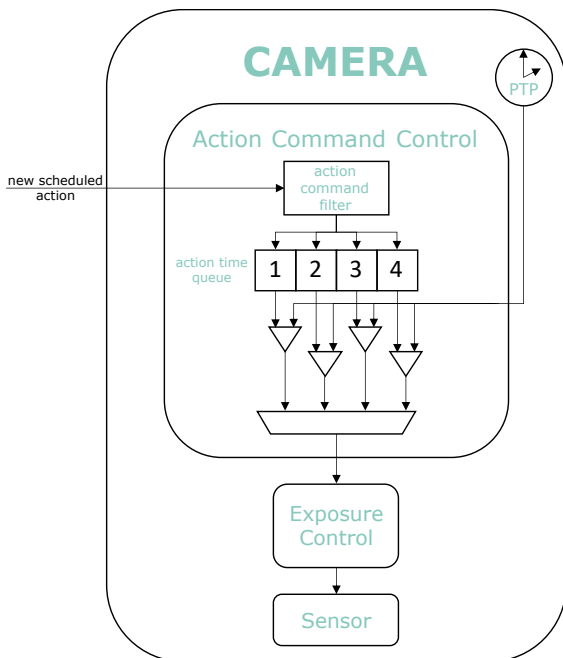 CAMERA
PTP
Action Command Control
new scheduled
action
action
command
filter
action time
queue
1 2 3 4
Exposure
Control
Sensor